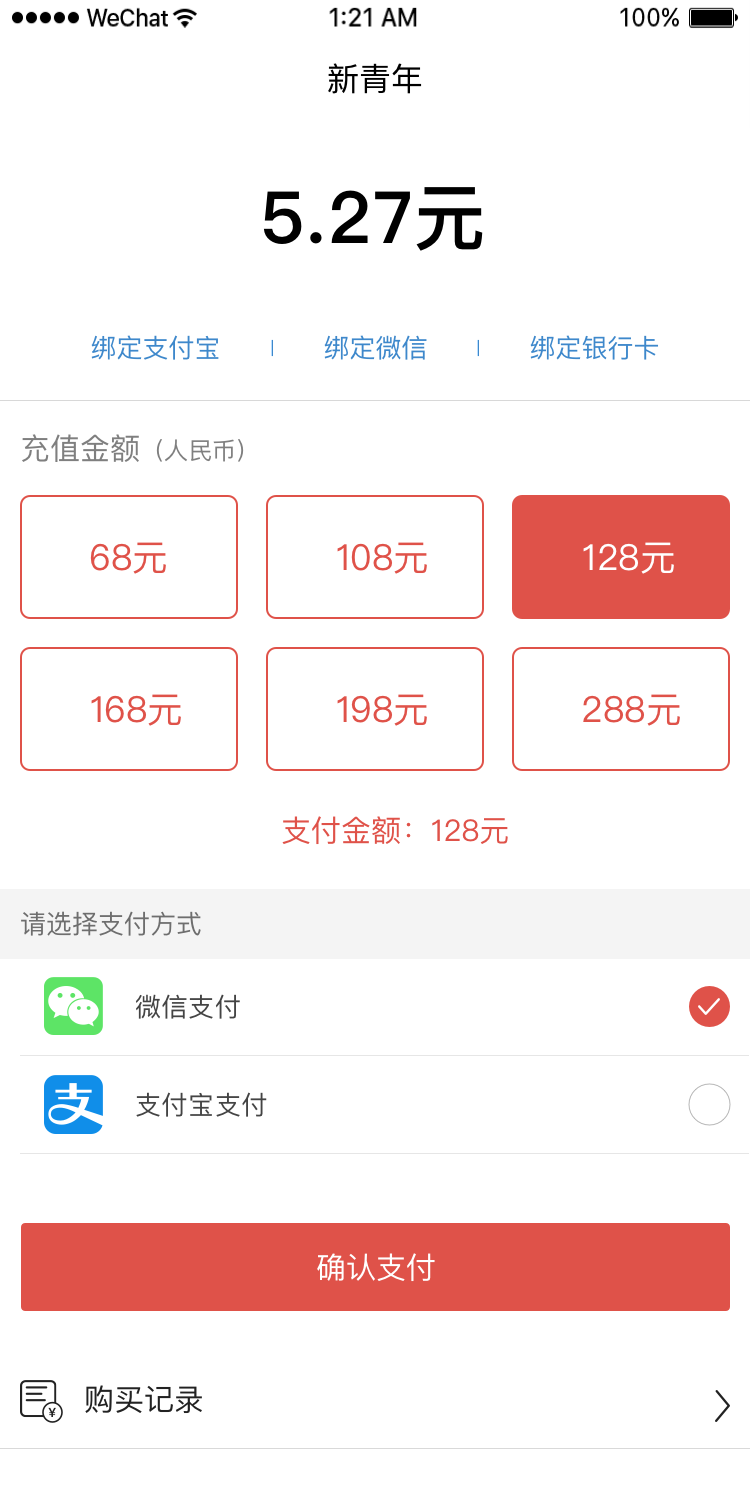 WeChat 1:21 AM 100%
新青年
5.27元
绑定支付宝 | 绑定微信 | 绑定银行卡
充值金额（人民币）
68元 108元 128元
168元 198元 288元
支付金额：128元
请选择支付方式
微信支付
支 支付宝支付
确认支付
¥ 购买记录